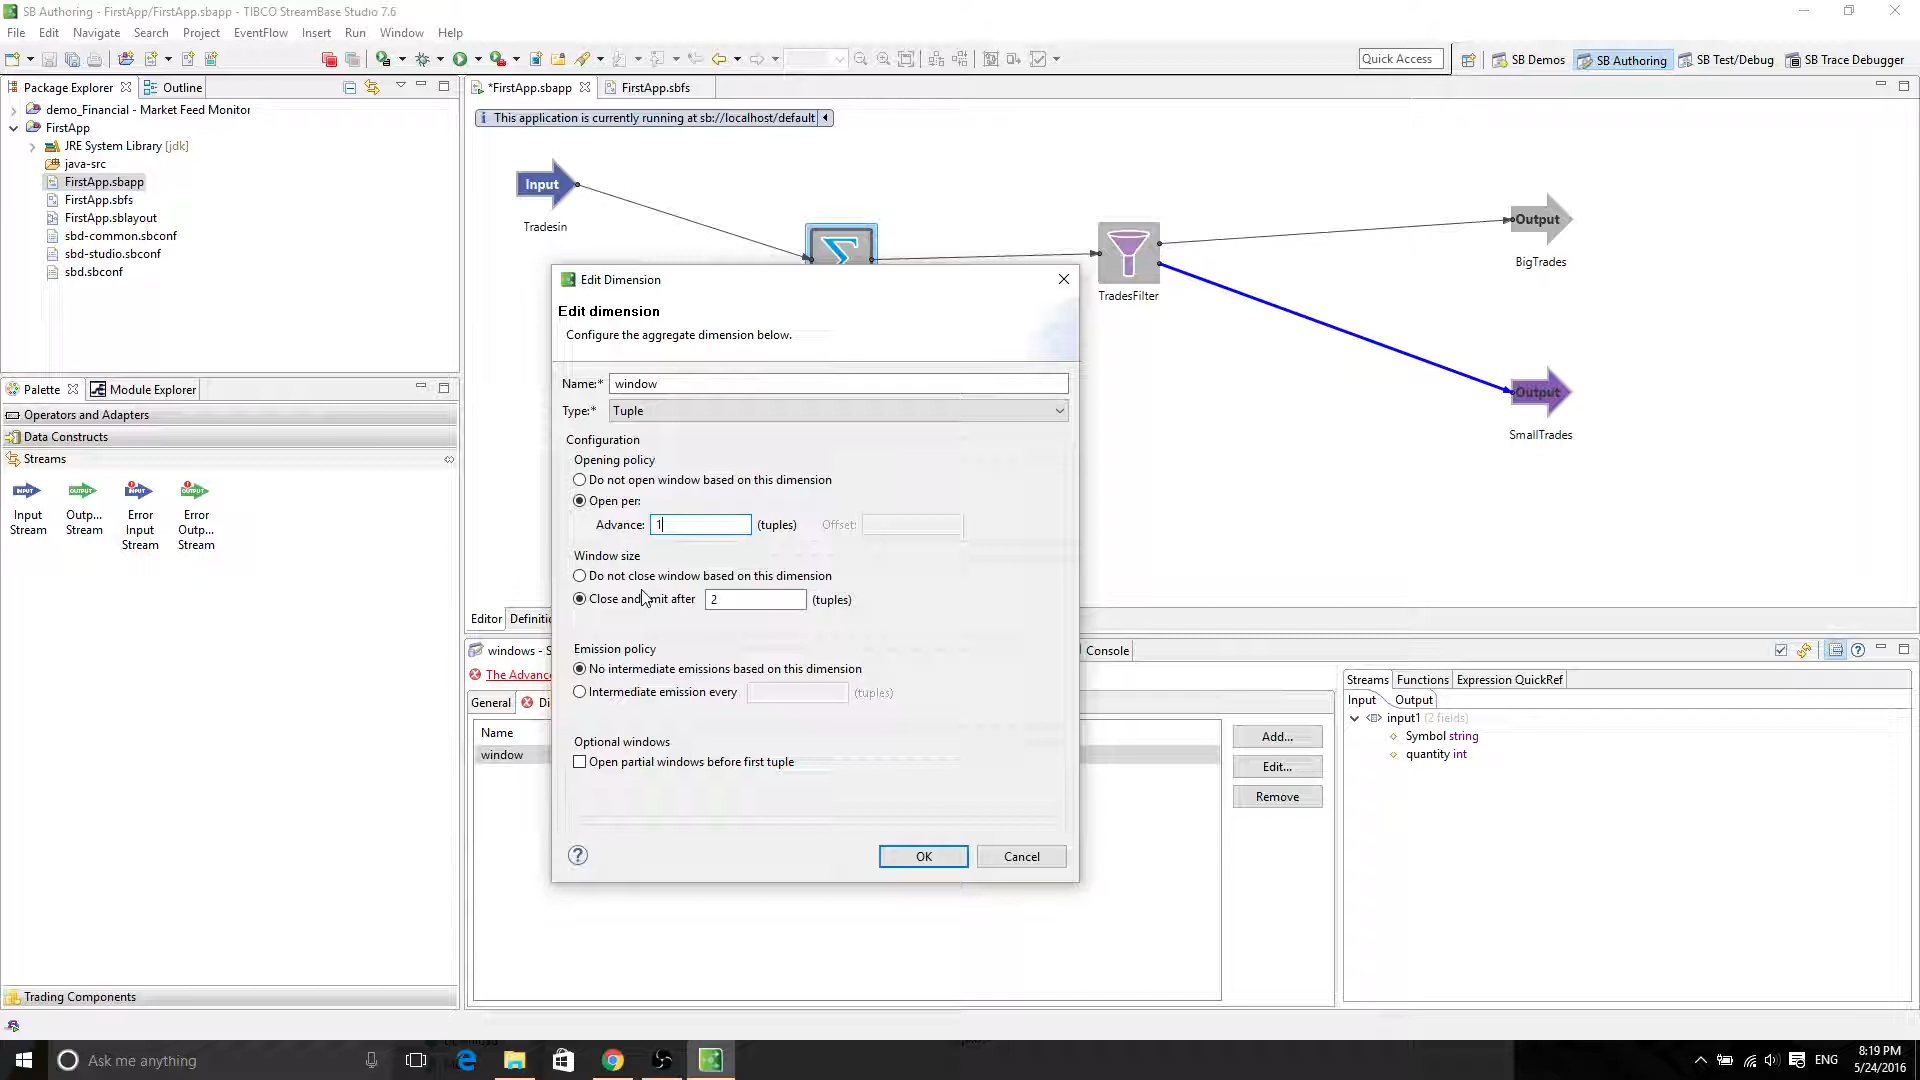 SB Authoring - FirstApp/FirstApp.sbapp - TIBCO StreamBase Studio 7.6
File Edit Navigate Search Project EventFlow Insert Run Window Help
Quick Access SB Demos SB Authoring SB Test/Debug SB Trace Debugger
Package Explorer Outline
*FirstApp.sbapp FirstApp.sbfs
demo_Financial - Market Feed Monitor
FirstApp
JRE System Library [jdk]
java-src
FirstApp.sbapp
FirstApp.sbfs
FirstApp.sblayout
sbd-common.sbconf
sbd-studio.sbconf
sbd.sbconf
This application is currently running at sb://localhost/default
Input
Tradesin
TradesFilter
Output
BigTrades
Output
SmallTrades
Palette Module Explorer
Operators and Adapters
Data Constructs
Streams
Input Stream
Outp... Stream
Error Input Stream
Error Outp... Stream
Trading Components
Edit Dimension
Edit dimension
Configure the aggregate dimension below.
Name:* window
Type:* Tuple
Configuration
Opening policy
Do not open window based on this dimension
Open per:
Advance: 1 (tuples) Offset:
Window size
Do not close window based on this dimension
Close and emit after 2 (tuples)
Emission policy
No intermediate emissions based on this dimension
Intermediate emission every (tuples)
Optional windows
Open partial windows before first tuple
OK Cancel
Editor Definitio
windows - S
Console
The Advance
General Di
Name
window
Add...
Edit...
Remove
Streams Functions Expression QuickRef
Input Output
input1 (2 fields)
Symbol string
quantity int
Ask me anything
ENG
8:19 PM
5/24/2016